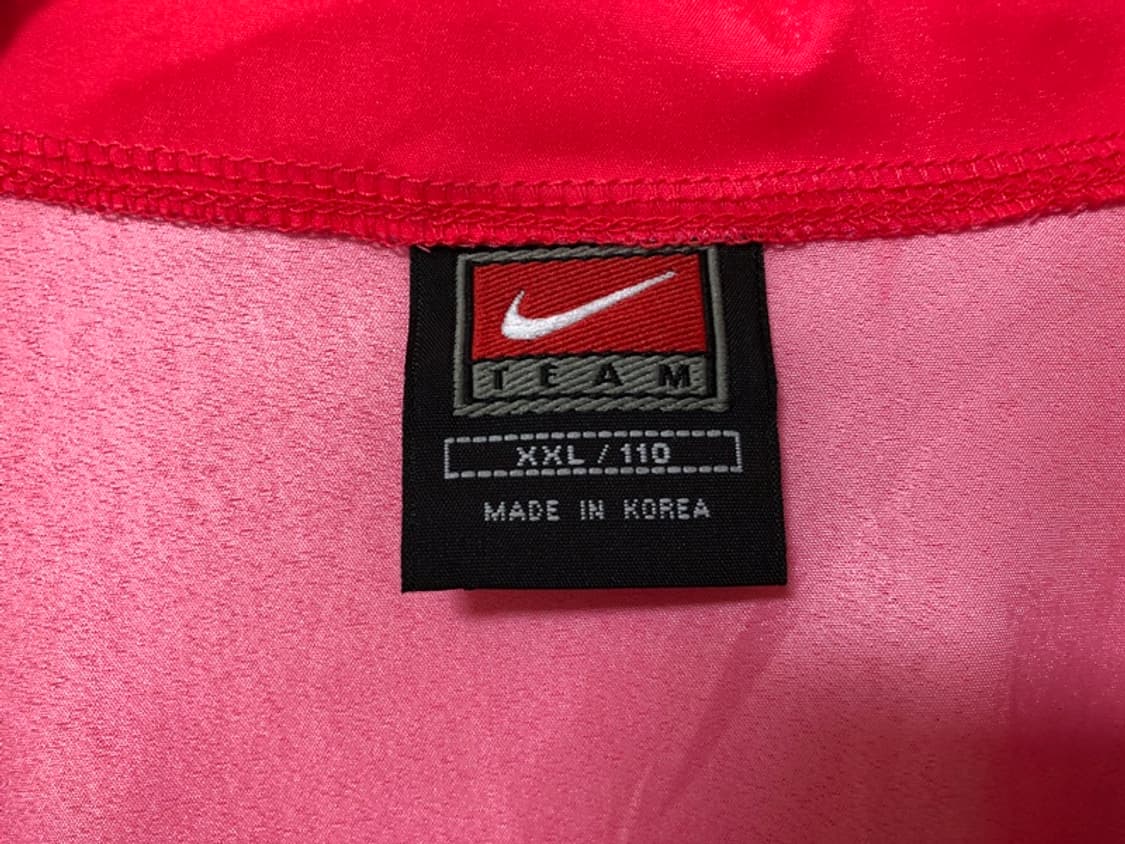 TEAM
XXL / 110
MADE IN KOREA